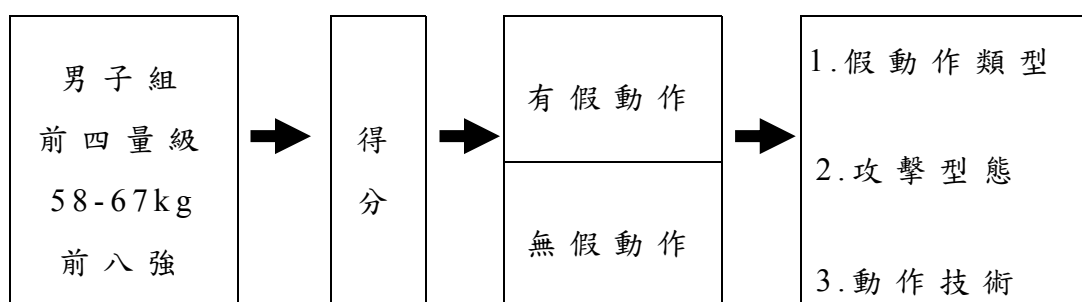 男子組
前四量級
58-67kg
前八強
得
分
有假動作
無假動作
1.假動作類型
2.攻擊型態
3.動作技術